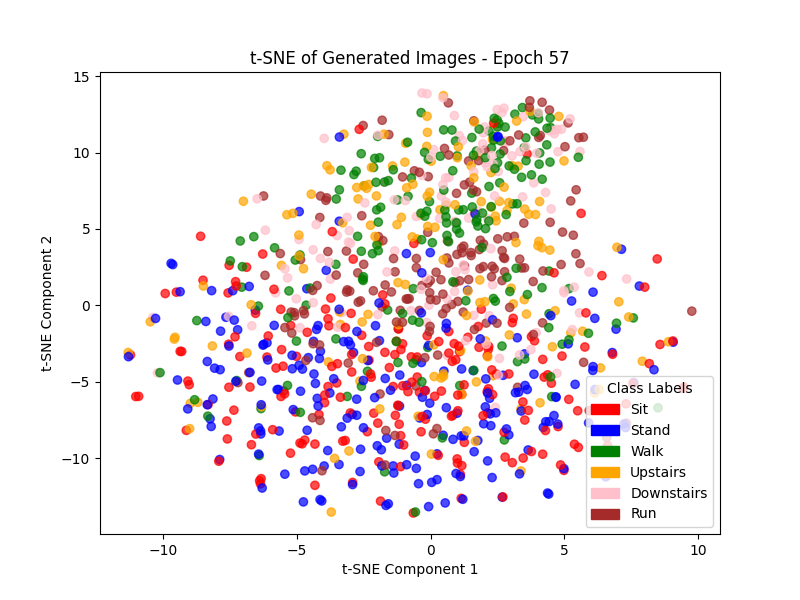 t-SNE of Generated Images - Epoch 57
15
10
5
0
−5
−10
t-SNE Component 2
−10
−5
0
5
10
t-SNE Component 1
Class Labels
Sit
Stand
Walk
Upstairs
Downstairs
Run